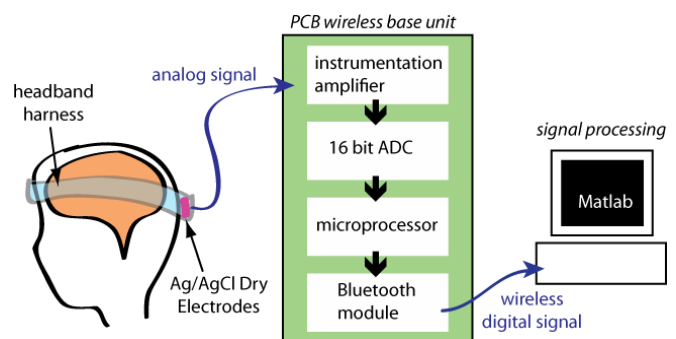 PCB wireless base unit
analog signal
headband
harness
Ag/AgCl Dry
Electrodes
instrumentation
amplifier
16 bit ADC
microprocessor
Bluetooth
module
wireless
digital signal
signal processing
Matlab